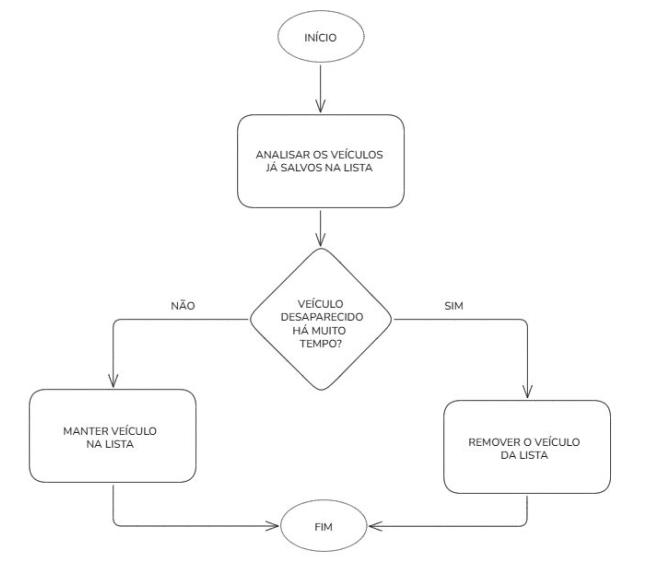 INÍCIO
ANALISAR OS VEÍCULOS
JÁ SALVOS NA LISTA
VEÍCULO
DESAPARECIDO
HÁ MUITO
TEMPO?
NÃO
SIM
MANTER VEÍCULO
NA LISTA
REMOVER O VEÍCULO
DA LISTA
FIM